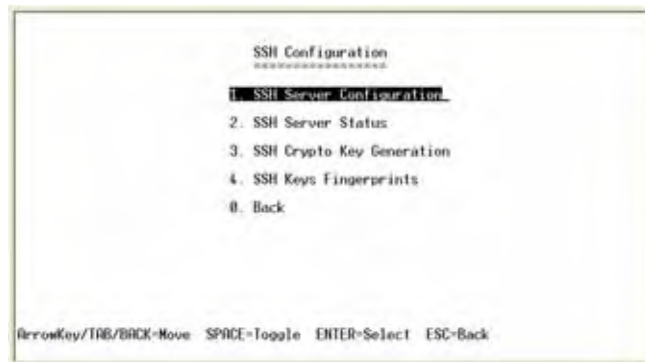 SSH Configuration
=================
1. SSH Server Configuration
2. SSH Server Status
3. SSH Crypto Key Generation
4. SSH Keys Fingerprints
0. Back
ArrowKey/TAB/BACK=Move SPACE=Toggle ENTER=Select ESC=Back